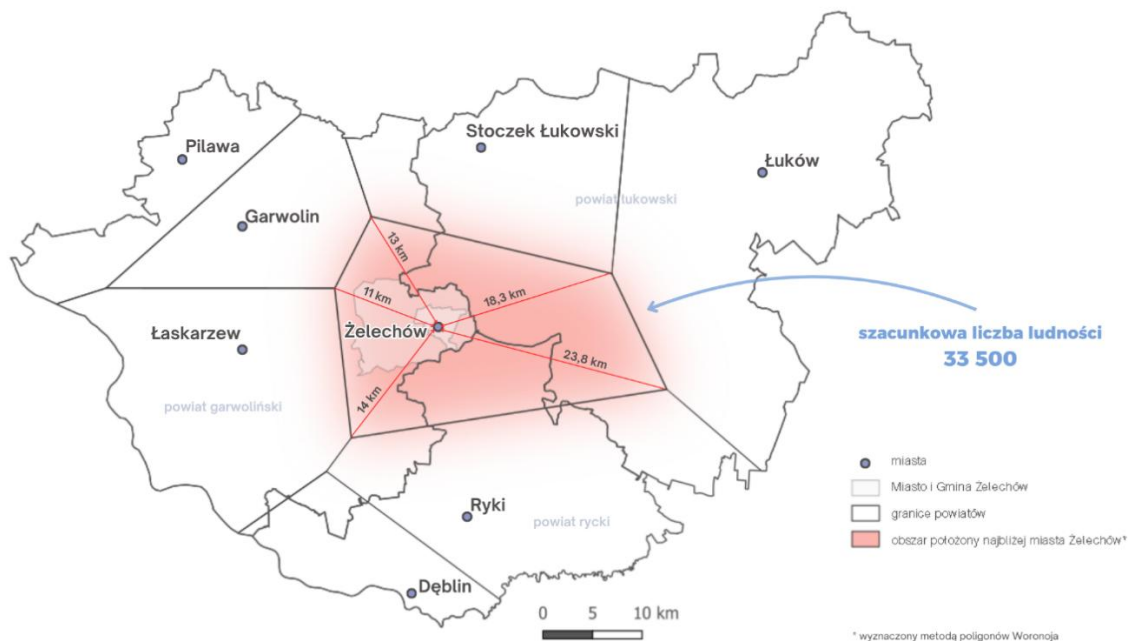 Pilawa
Stoczek Łukowski
Łuków
powiat łukowski
Garwolin
13 km
11 km
18,3 km
Żelechów
Łaskarzew
23,8 km
szacunkowa liczba ludności
33 500
14 km
powiat garwoliński
Ryki
powiat rycki
Dęblin
0 5 10 km
miasta
Miasto i Gmina Żelechów
granice powiatów
obszar położony najbliżej miasta Żelechów*
* wyznaczony metodą poligonów Woronoja